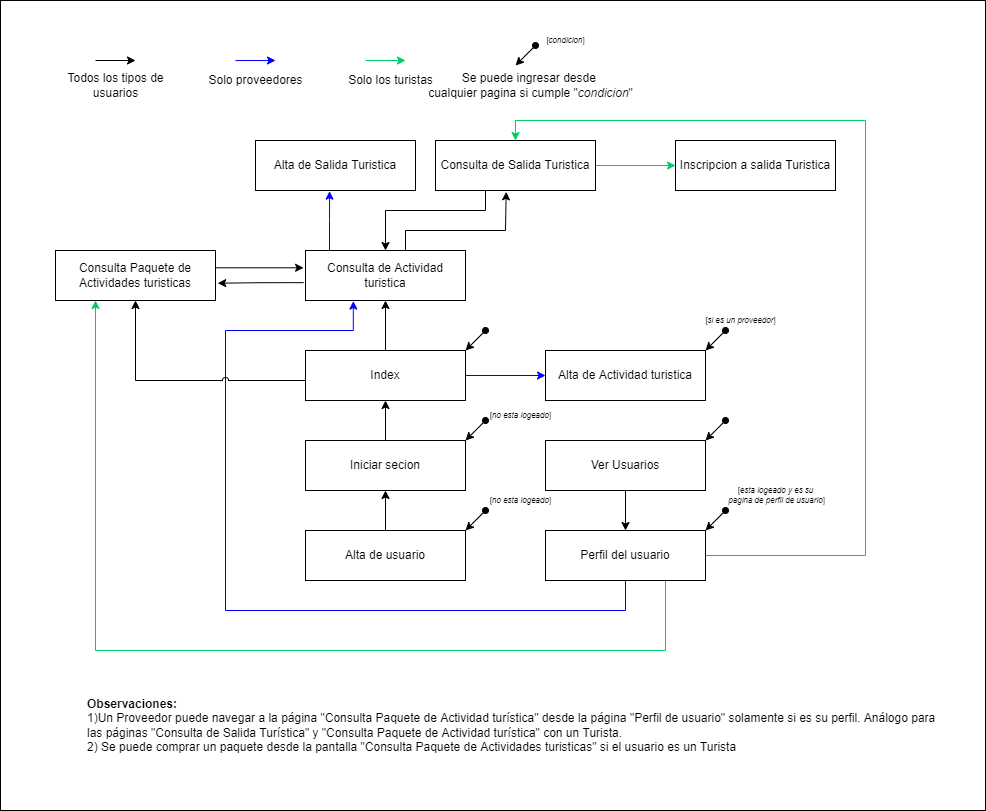 [condicion]
Todos los tipos de
usuarios
Solo proveedores
Solo los turistas
Se puede ingresar desde
cualquier pagina si cumple "condicion"
Alta de Salida Turistica
Consulta de Salida Turistica
Inscripcion a salida Turistica
Consulta Paquete de
Actividades turisticas
Consulta de Actividad
turistica
[si es un proveedor]
Index
Alta de Actividad turistica
[no esta logeado]
Iniciar secion
Ver Usuarios
[no esta logeado]
[esta logeado y es su
pagina de perfil de usuario]
Alta de usuario
Perfil del usuario
Observaciones:
1)Un Proveedor puede navegar a la página "Consulta Paquete de Actividad turística" desde la página "Perfil de usuario" solamente si es su perfil. Análogo para
las páginas "Consulta de Salida Turística" y "Consulta Paquete de Actividad turística" con un Turista.
2) Se puede comprar un paquete desde la pantalla "Consulta Paquete de Actividades turisticas" si el usuario es un Turista